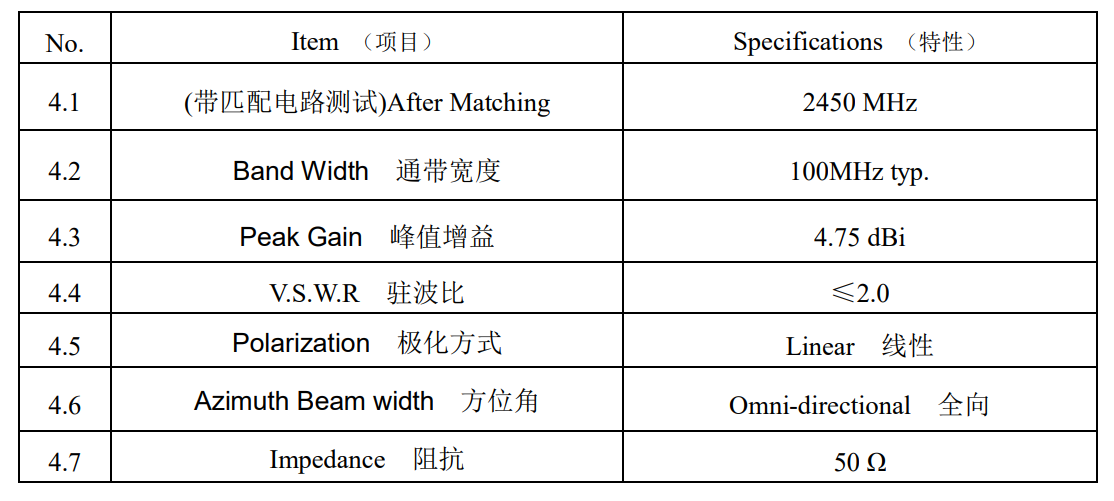 No. Item （项目） Specifications （特性）
4.1 (带匹配电路测试)After Matching 2450 MHz
4.2 Band Width 通带宽度 100MHz typ.
4.3 Peak Gain 峰值增益 4.75 dBi
4.4 V.S.W.R 驻波比 ≤2.0
4.5 Polarization 极化方式 Linear 线性
4.6 Azimuth Beam width 方位角 Omni-directional 全向
4.7 Impedance 阻抗 50 Ω